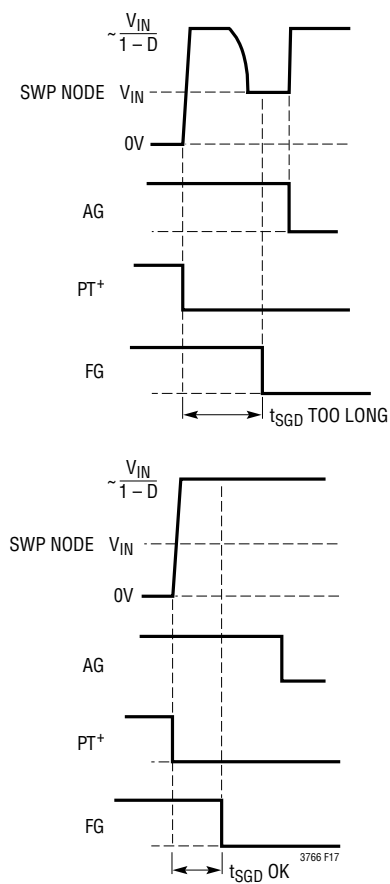 ~ V_IN / 1 – D
SWP NODE V_IN
0V
AG
PT⁺
FG
t_SGD TOO LONG
~ V_IN / 1 – D
SWP NODE V_IN
0V
AG
PT⁺
FG
3766 F17
t_SGD OK